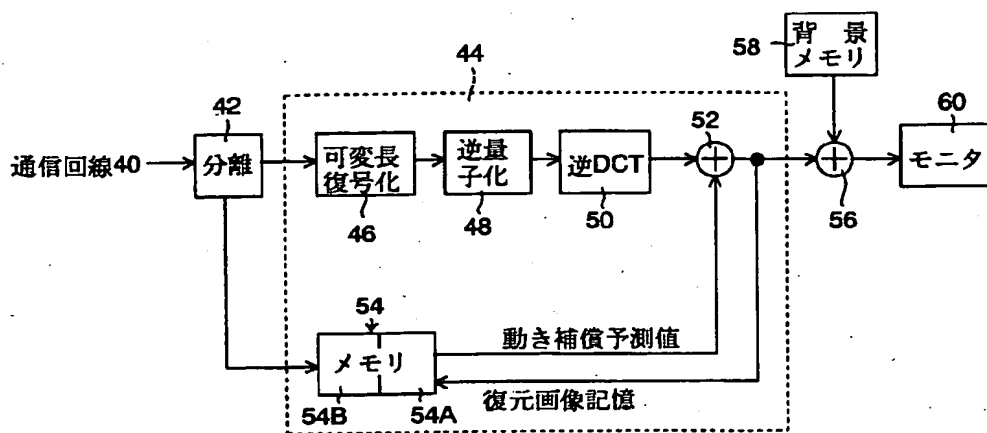 背 景
メモリ
58
44
42
52
60
通信回線40
分離
可変長
復号化
逆量
子化
逆DCT
モニタ
46
48
50
56
54
動き補償予測値
メモリ
復元画像記憶
54B
54A